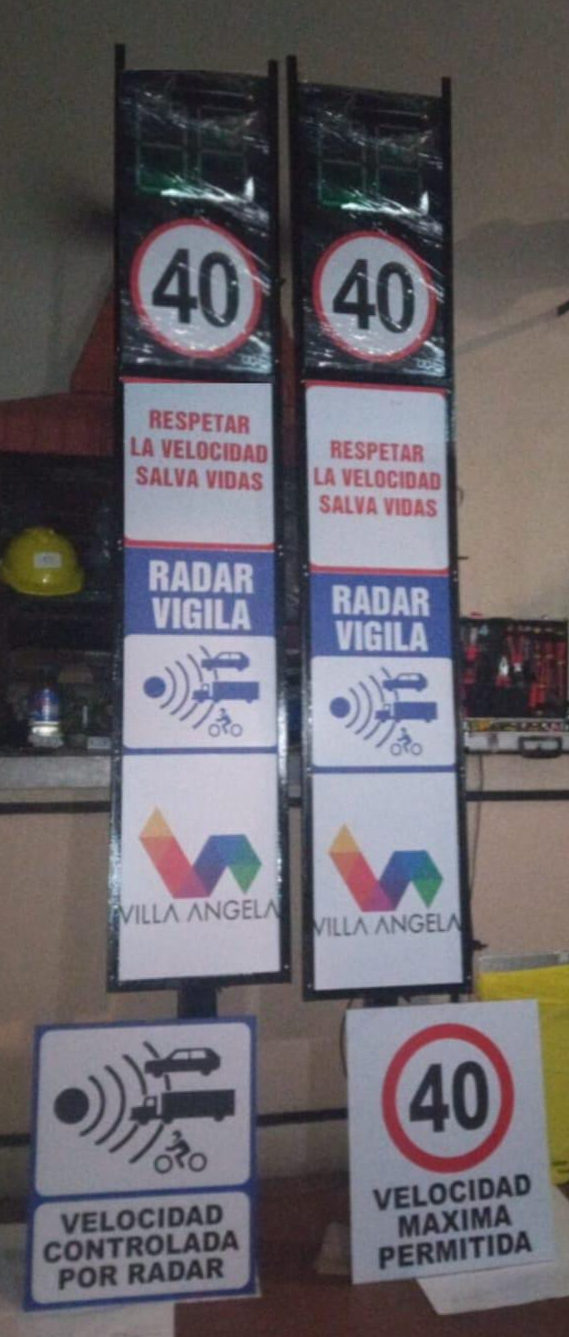 40
RESPETAR
LA VELOCIDAD
SALVA VIDAS
RADAR
VIGILA
VILLA ANGELA
40
RESPETAR
LA VELOCIDAD
SALVA VIDAS
RADAR
VIGILA
VILLA ANGELA
VELOCIDAD
CONTROLADA
POR RADAR
40
VELOCIDAD
MAXIMA
PERMITIDA